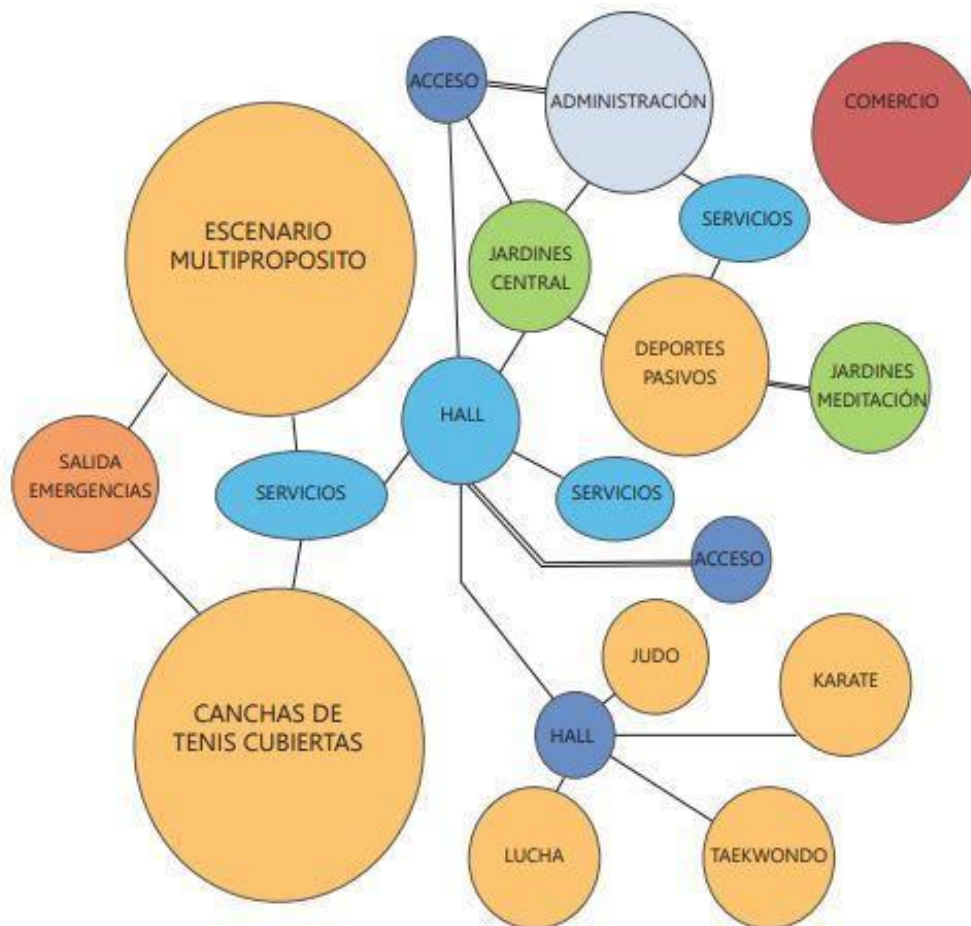 ACCESO
ADMINISTRACIÓN
COMERCIO
ESCENARIO
MULTIPROPOSITO
SERVICIOS
JARDINES
CENTRAL
DEPORTES
PASIVOS
JARDINES
MEDITACIÓN
HALL
SALIDA
EMERGENCIAS
SERVICIOS
SERVICIOS
ACCESO
JUDO
KARATE
CANCHAS DE
TENIS CUBIERTAS
HALL
LUCHA
TAEKWONDO